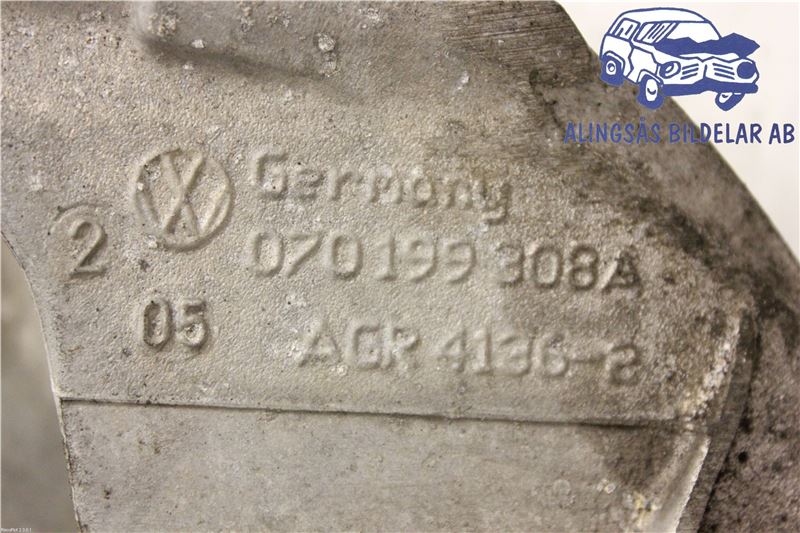 ALINGSÅS BILDELAR AB
Germany
2
070 199 308A
05
AGR 4136-2